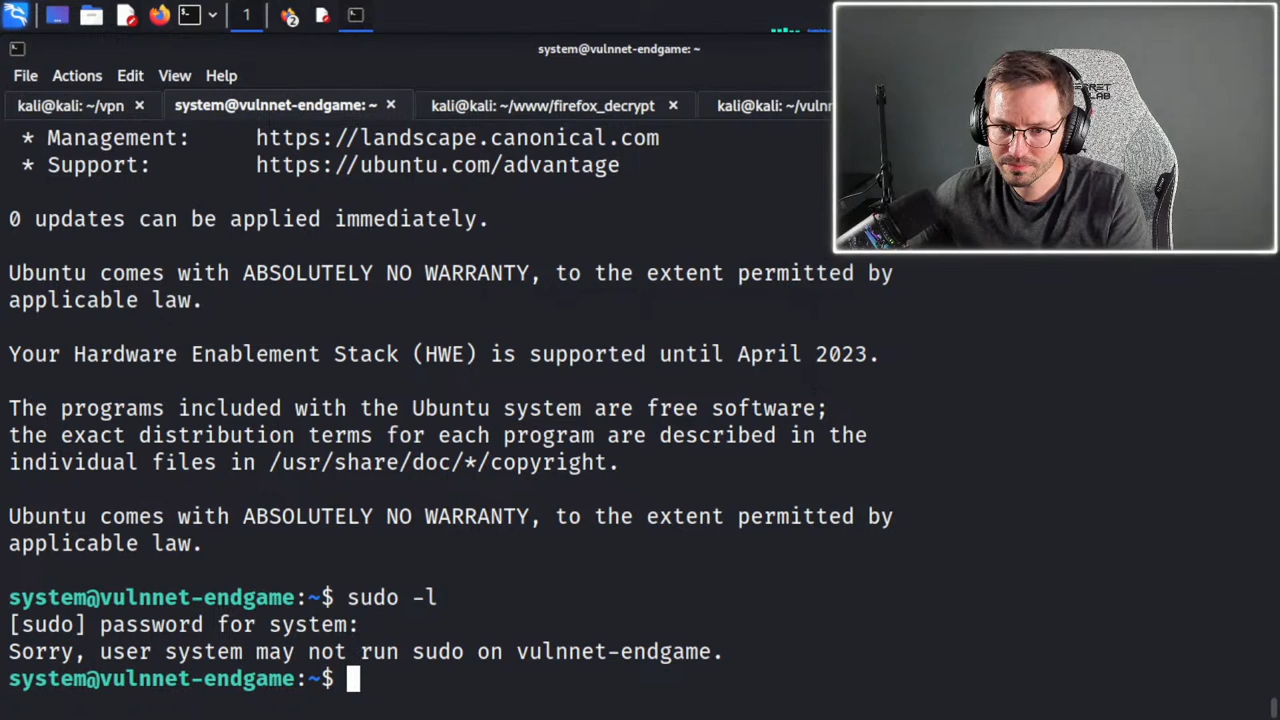 1
2
system@vulnnet-endgame: ~
File Actions Edit View Help
kali@kali: ~/vpn × system@vulnnet-endgame: ~ × kali@kali: ~/www/firefox_decrypt × kali@kali: ~/vulnn
* Management: https://landscape.canonical.com
* Support: https://ubuntu.com/advantage
0 updates can be applied immediately.
Ubuntu comes with ABSOLUTELY NO WARRANTY, to the extent permitted by
applicable law.
Your Hardware Enablement Stack (HWE) is supported until April 2023.
The programs included with the Ubuntu system are free software;
the exact distribution terms for each program are described in the
individual files in /usr/share/doc/*/copyright.
Ubuntu comes with ABSOLUTELY NO WARRANTY, to the extent permitted by
applicable law.
system@vulnnet-endgame:~$ sudo -l
[sudo] password for system:
Sorry, user system may not run sudo on vulnnet-endgame.
system@vulnnet-endgame:~$